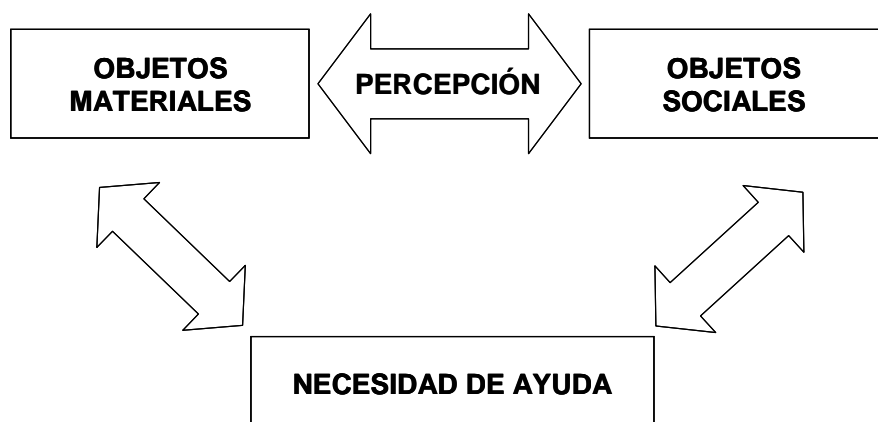 OBJETOS
MATERIALES
PERCEPCIÓN
OBJETOS
SOCIALES
NECESIDAD DE AYUDA